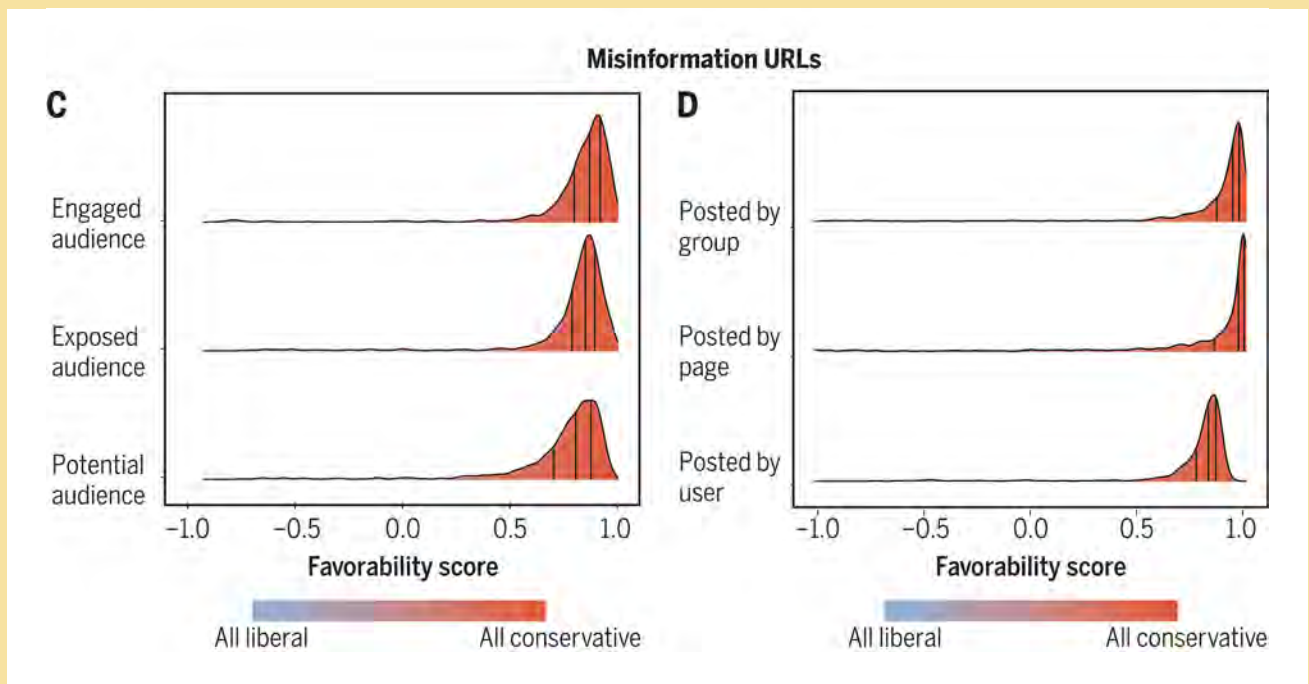 Misinformation URLs
C
Engaged
audience
Exposed
audience
Potential
audience
−1.0 −0.5 0.0 0.5 1.0
Favorability score
All liberal All conservative
D
Posted by
group
Posted by
page
Posted by
user
−1.0 −0.5 0.0 0.5 1.0
Favorability score
All liberal All conservative